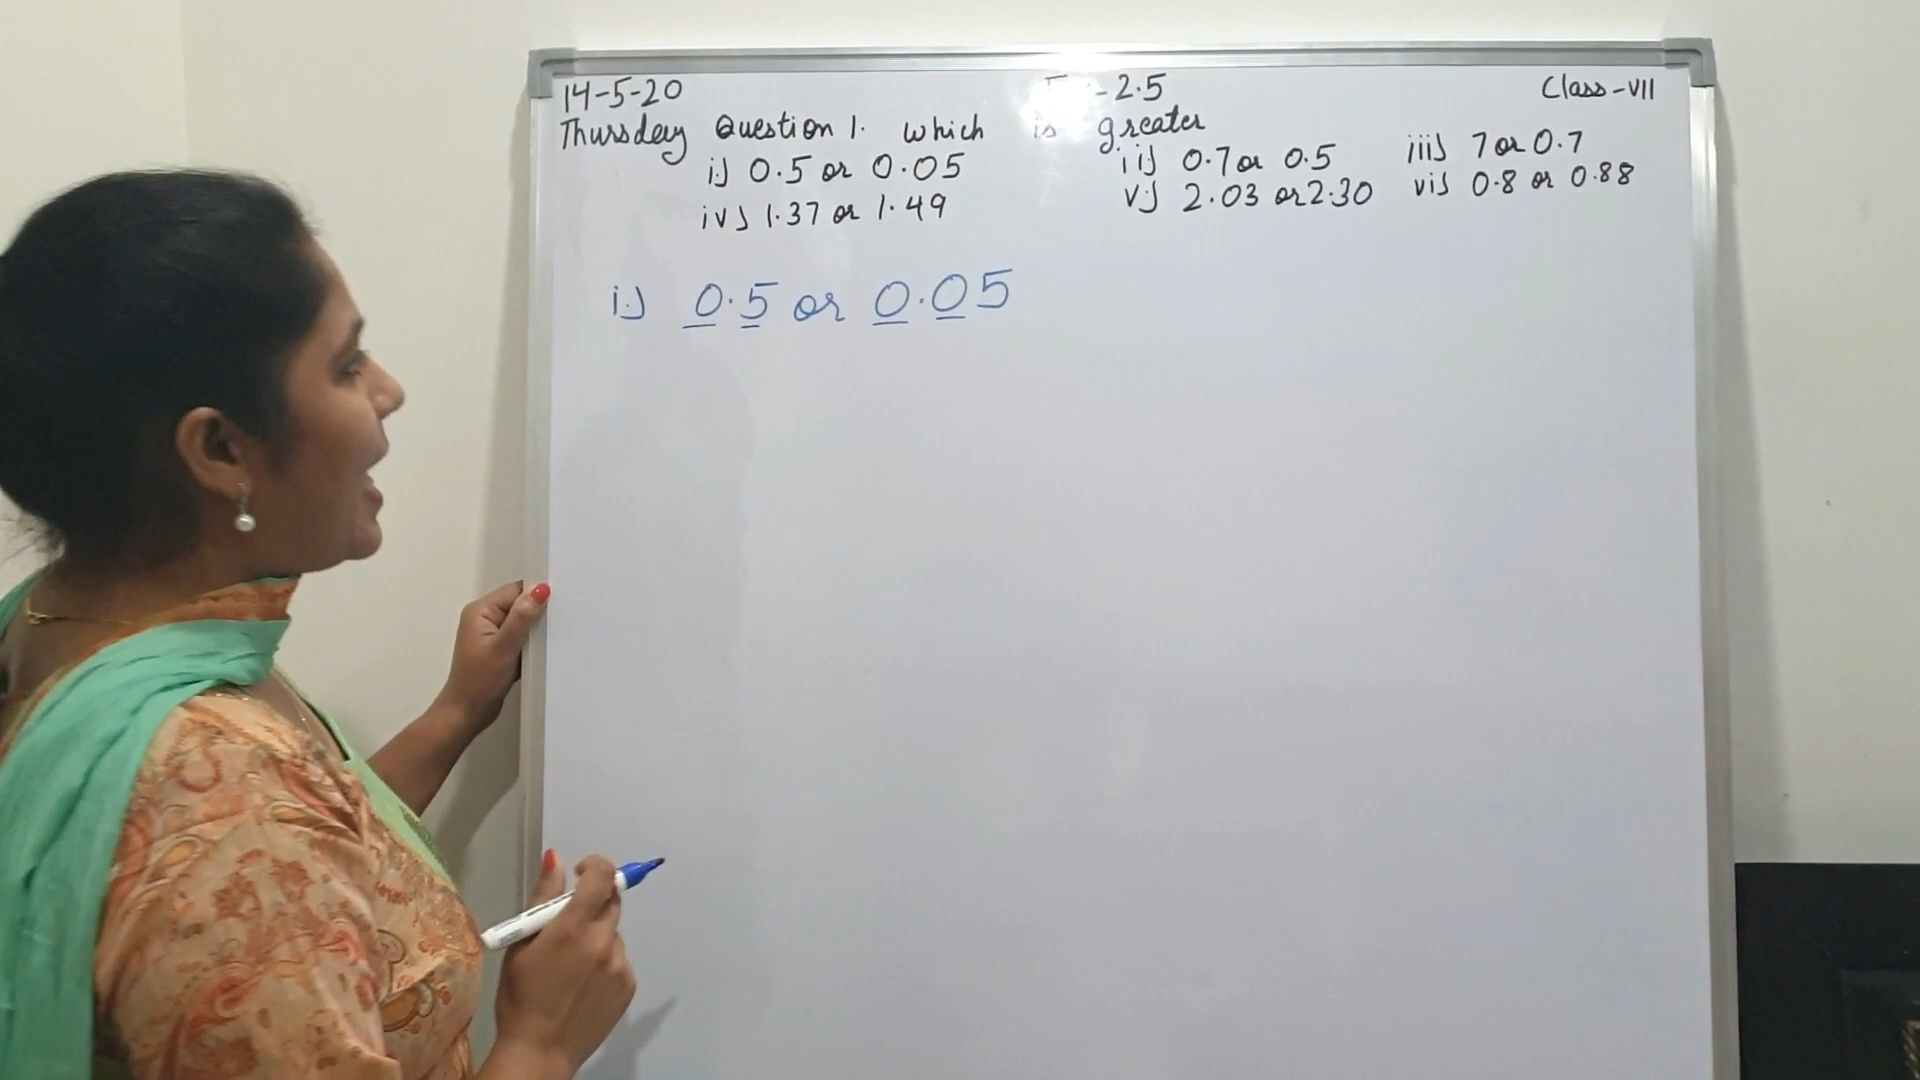 14-5-20 -2.5 Class-VII
Thursday Question 1. which is greater
i) 0.5 or 0.05 ii) 0.7 or 0.5 iii) 7 or 0.7
iv) 1.37 or 1.49 v) 2.03 or 2.30 vi) 0.8 or 0.88
i) 0.5 or 0.05